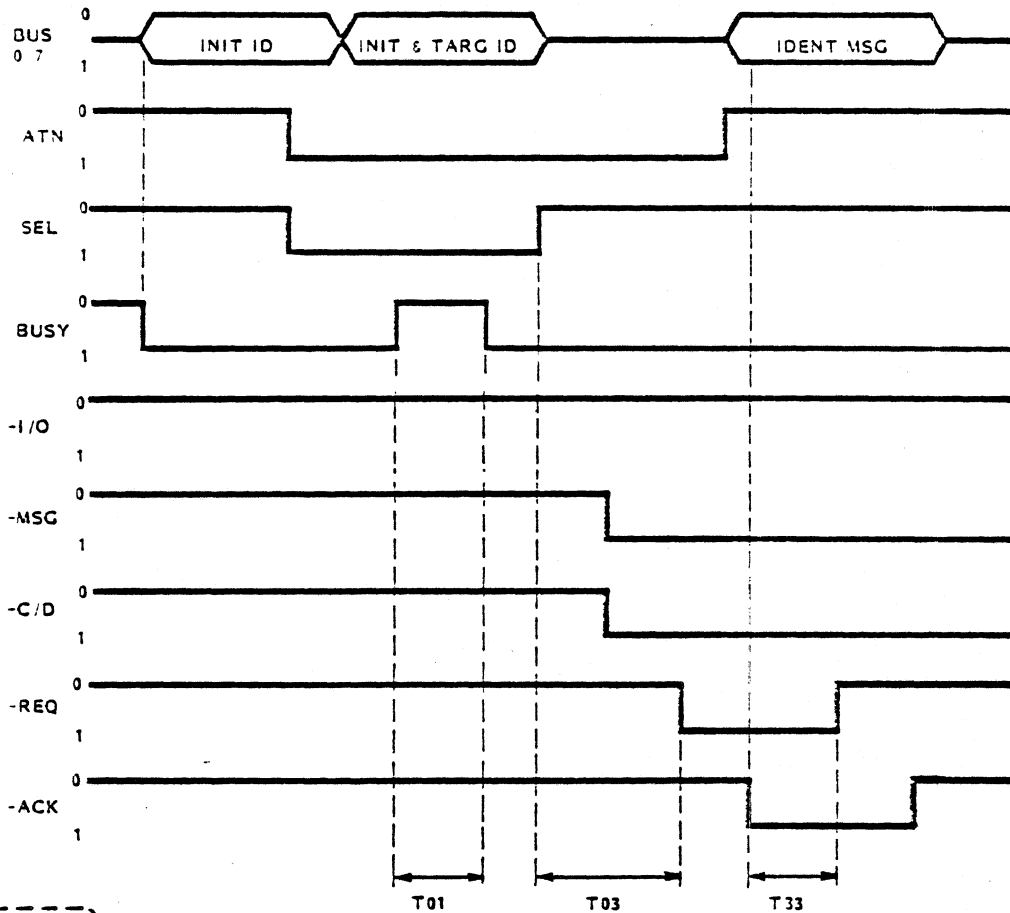 0
BUS
0 7
1
INIT ID
INIT & TARG ID
IDENT MSG
0
ATN
1
0
SEL
1
0
BUSY
1
0
-I/O
1
0
-MSG
1
0
-C/D
1
0
-REQ
1
0
-ACK
1
T01
T03
T33